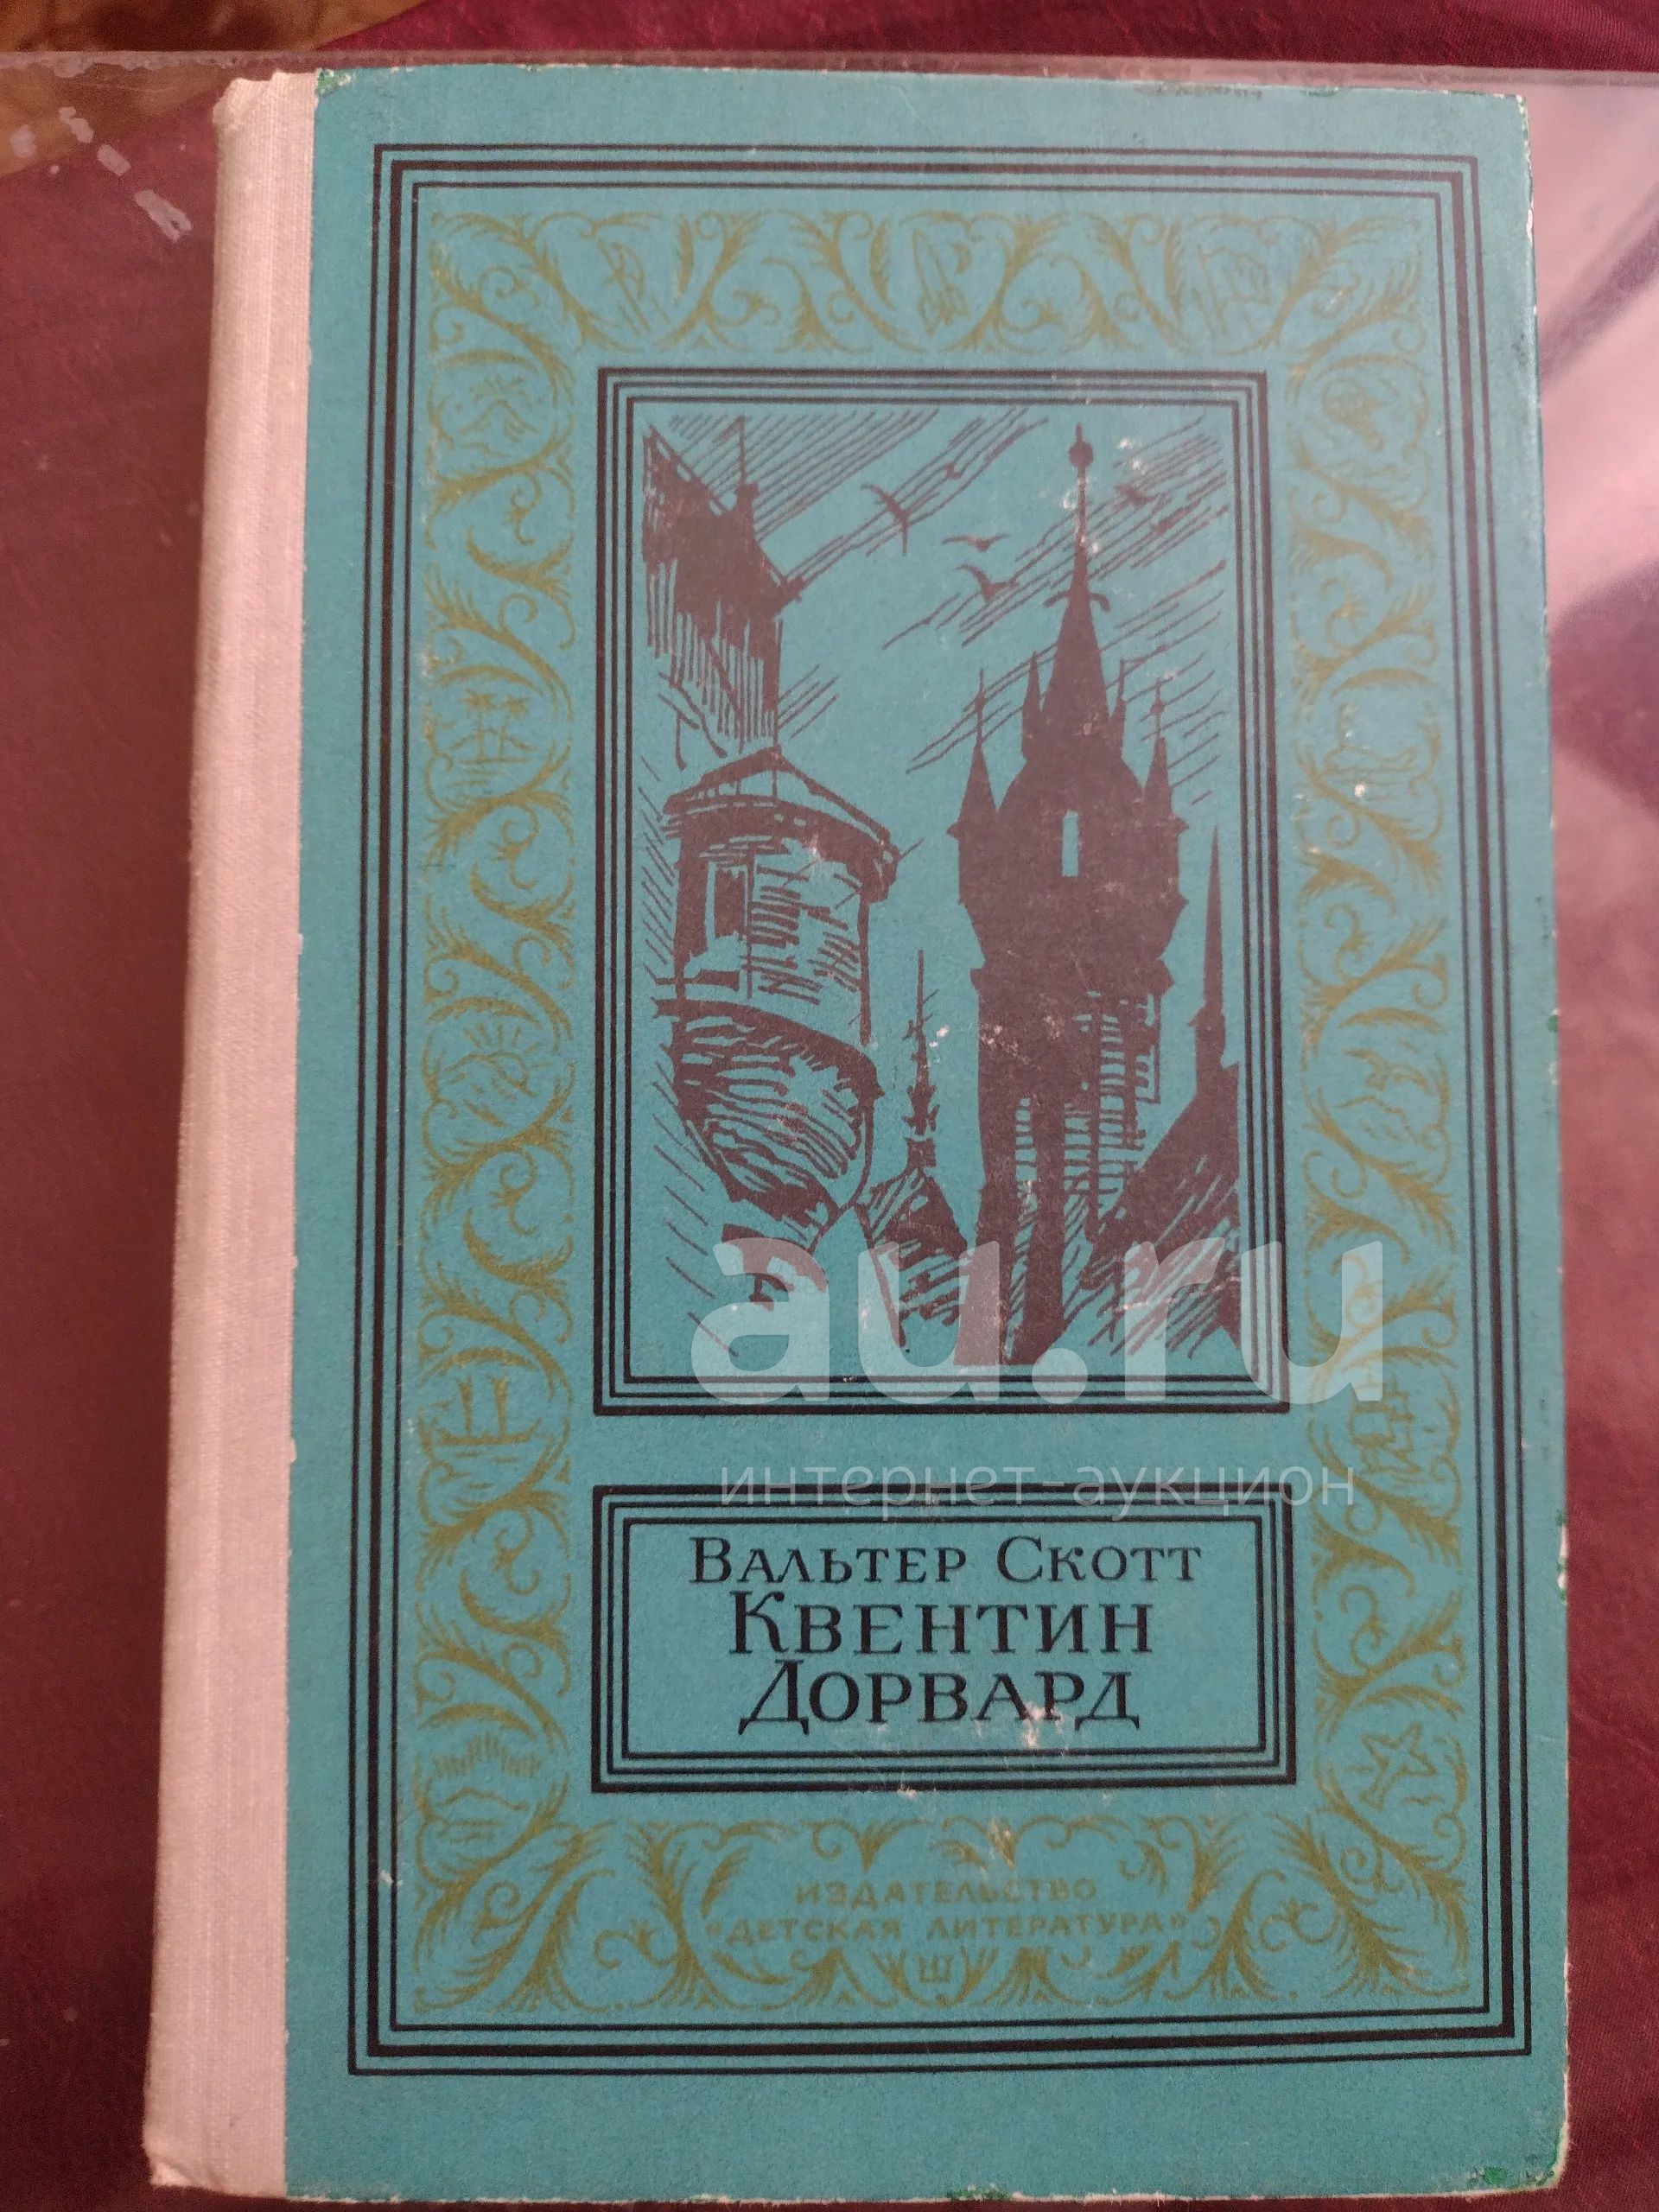 au.ru
интернет-аукцион
Вальтер Скотт
Квентин
Дорвард
ИЗДАТЕЛЬСТВО
«ДЕТСКАЯ ЛИТЕРАТУРА»